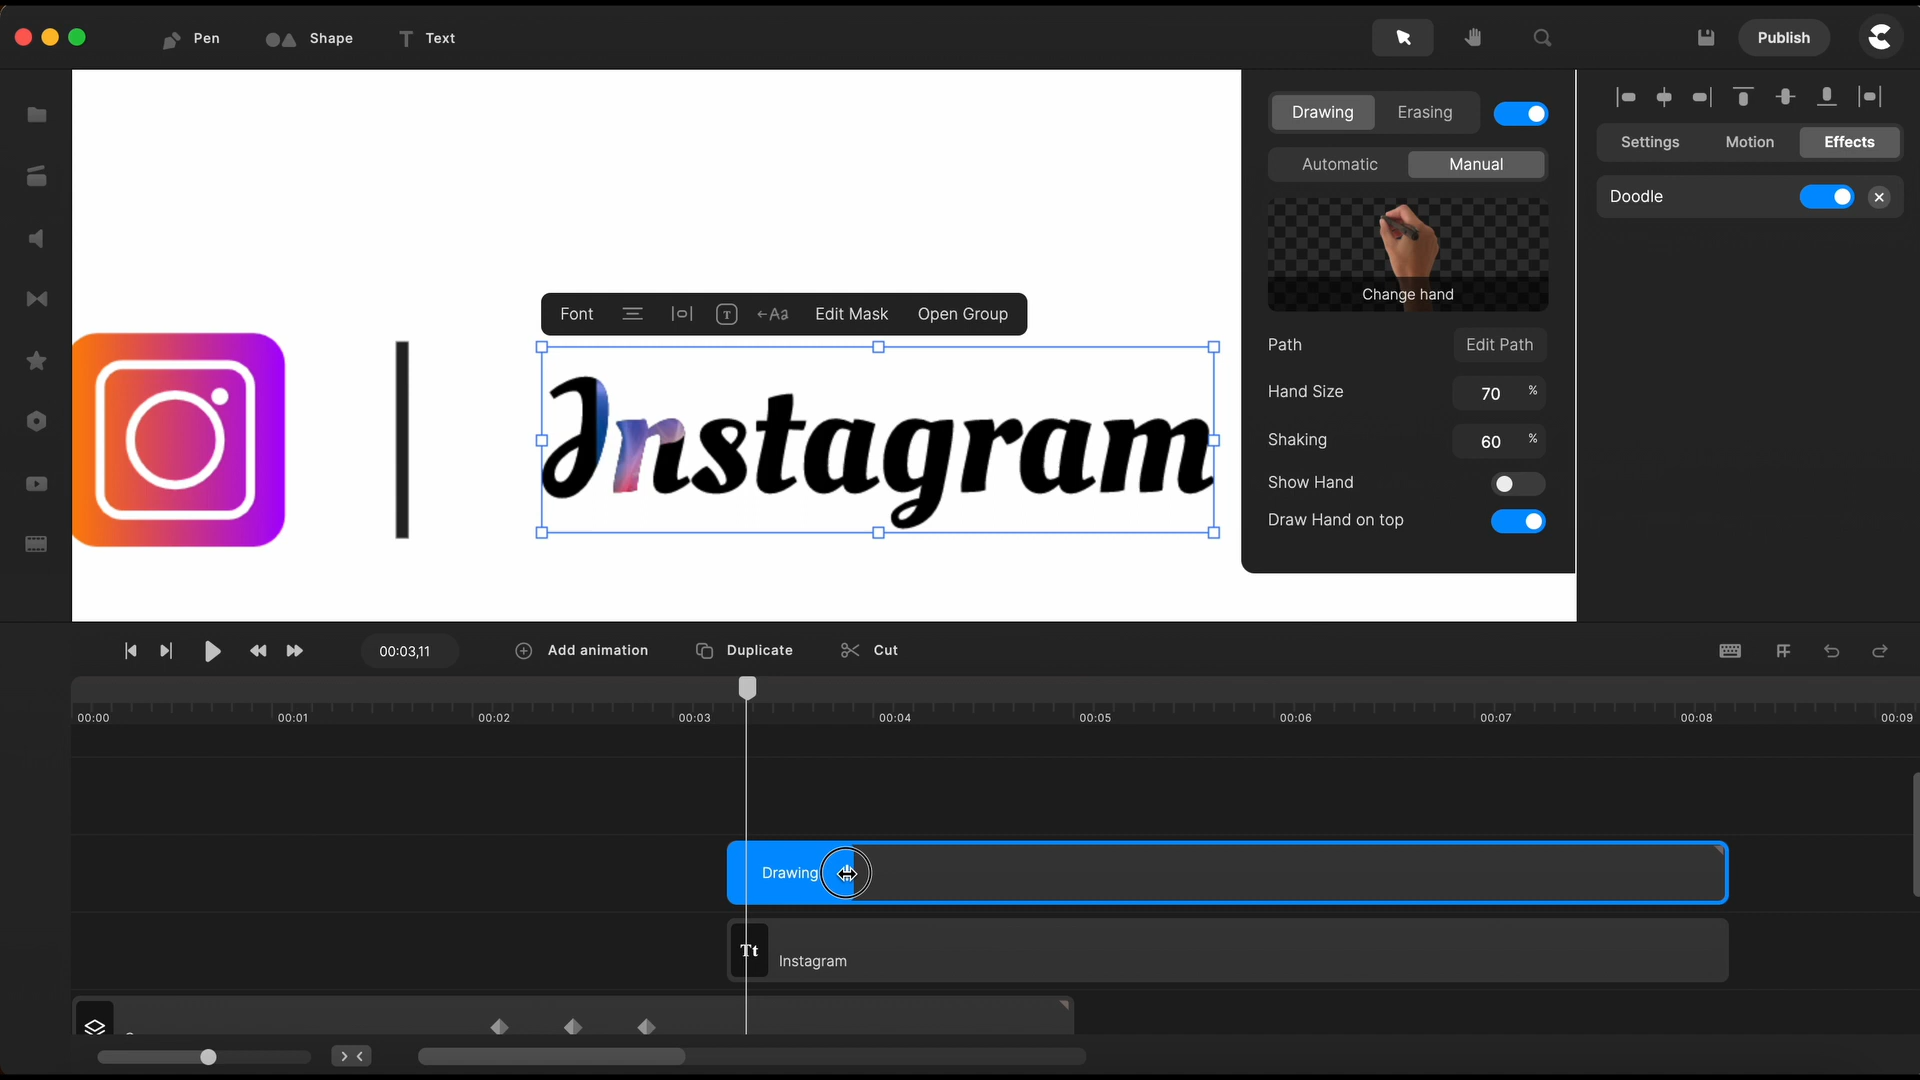 Pen
Shape
Text
Publish
Drawing
Erasing
Automatic
Manual
Change hand
Path
Edit Path
Hand Size
70 %
Shaking
60 %
Show Hand
Draw Hand on top
Settings
Motion
Effects
Doodle
Font
T
Aa
Edit Mask
Open Group
Instagram
00:03,11
Add animation
Duplicate
Cut
00:00
00:01
00:02
00:03
00:04
00:05
00:06
00:07
00:08
00:09
Drawing
Tt
Instagram